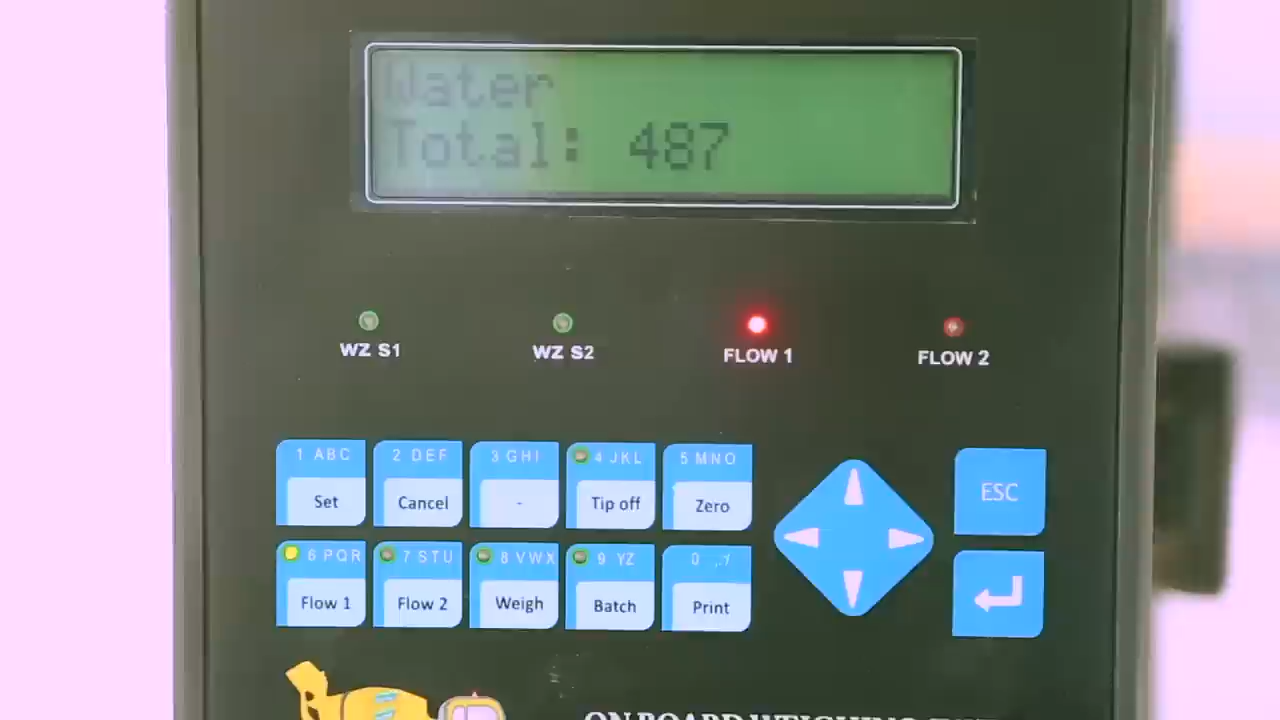 Water
Total: 487
WZ S1 WZ S2 FLOW 1 FLOW 2
1 ABC 2 DEF 3 GHI 4 JKL 5 MNO
Set Cancel - Tip off Zero
ESC
6 PQR 7 STU 8 VWX 9 YZ 0
Flow 1 Flow 2 Weigh Batch Print
ON BOARD WEIGHING